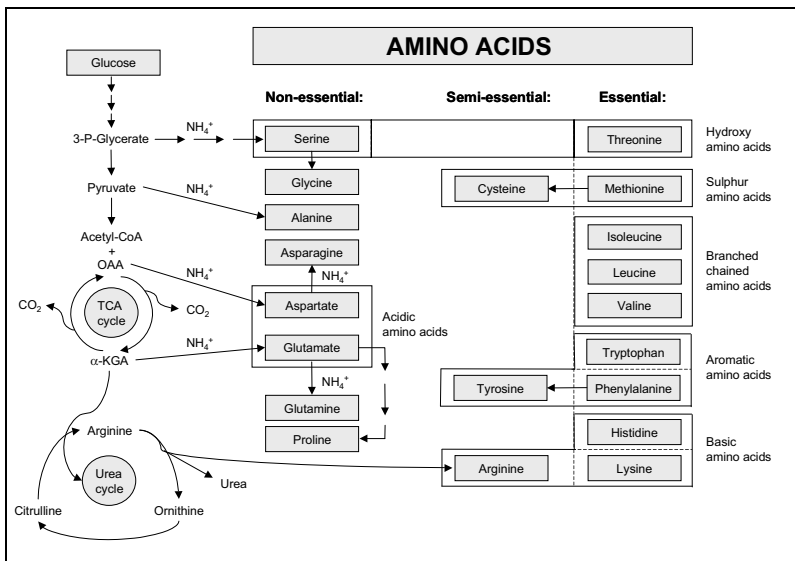 AMINO ACIDS
Glucose
Non-essential:
Semi-essential:
Essential:
3-P-Glycerate
NH₄⁺
Serine
Threonine
Hydroxy
amino acids
Glycine
Pyruvate
NH₄⁺
Cysteine
Methionine
Sulphur
amino acids
Alanine
Acetyl-CoA
+
OAA
Asparagine
Isoleucine
Leucine
Valine
Branched
chained
amino acids
NH₄⁺
NH₄⁺
CO₂
TCA
cycle
CO₂
Aspartate
Acidic
amino acids
Glutamate
NH₄⁺
α-KGA
NH₄⁺
Tryptophan
Aromatic
amino acids
Tyrosine
Phenylalanine
Glutamine
Proline
Arginine
Histidine
Basic
amino acids
Urea
cycle
Urea
Arginine
Lysine
Citrulline
Ornithine